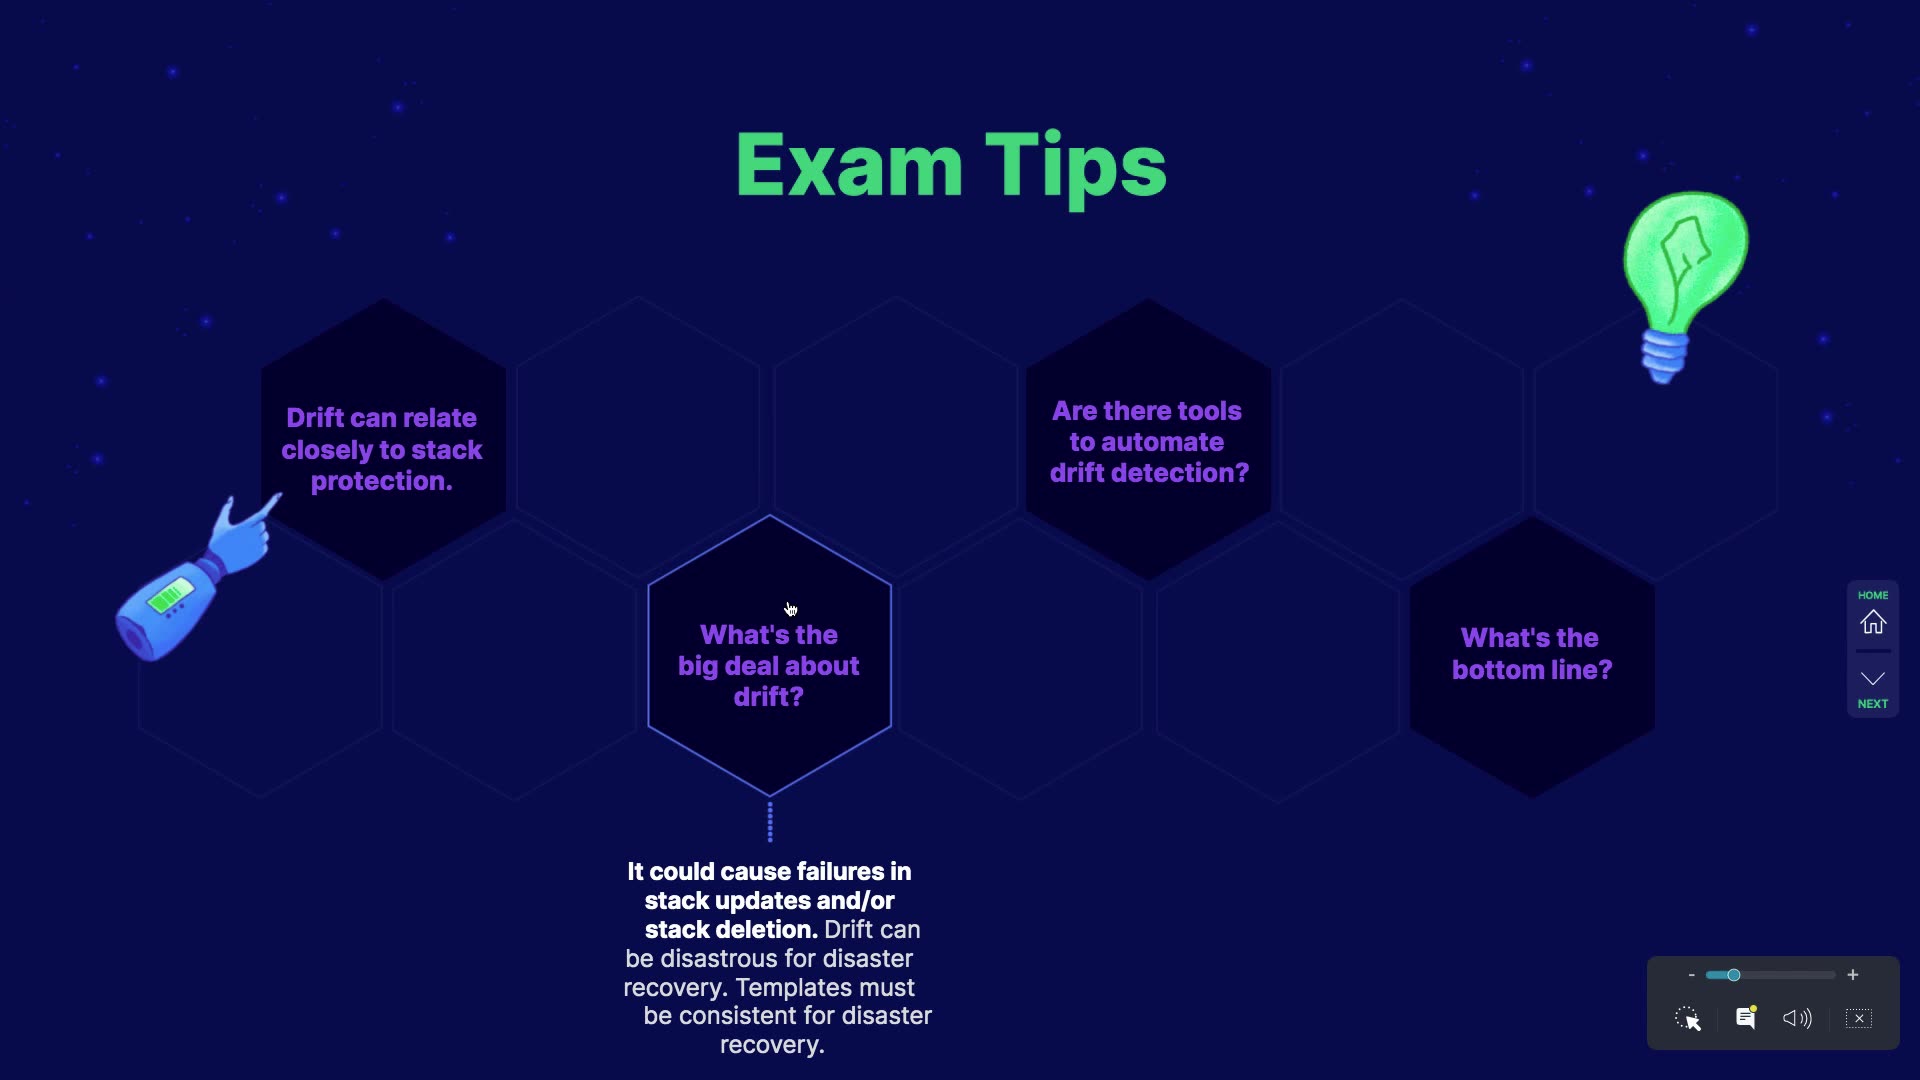 Exam Tips
Drift can relate
closely to stack
protection.
Are there tools
to automate
drift detection?
What's the
big deal about
drift?
What's the
bottom line?
HOME
NEXT
It could cause failures in
stack updates and/or
stack deletion. Drift can
be disastrous for disaster
recovery. Templates must
be consistent for disaster
recovery.
- +